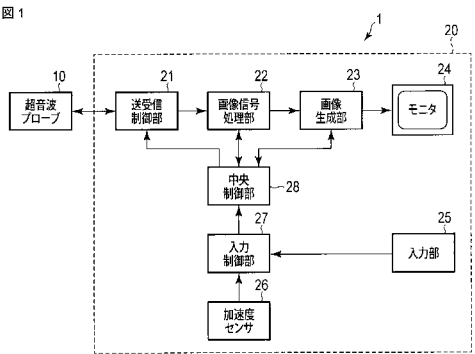 図1
1
20
10
21
22
23
24
超音波
プローブ
送受信
制御部
画像信号
処理部
画像
生成部
モニタ
中央
制御部
28
27
25
入力
制御部
入力部
26
加速度
センサ